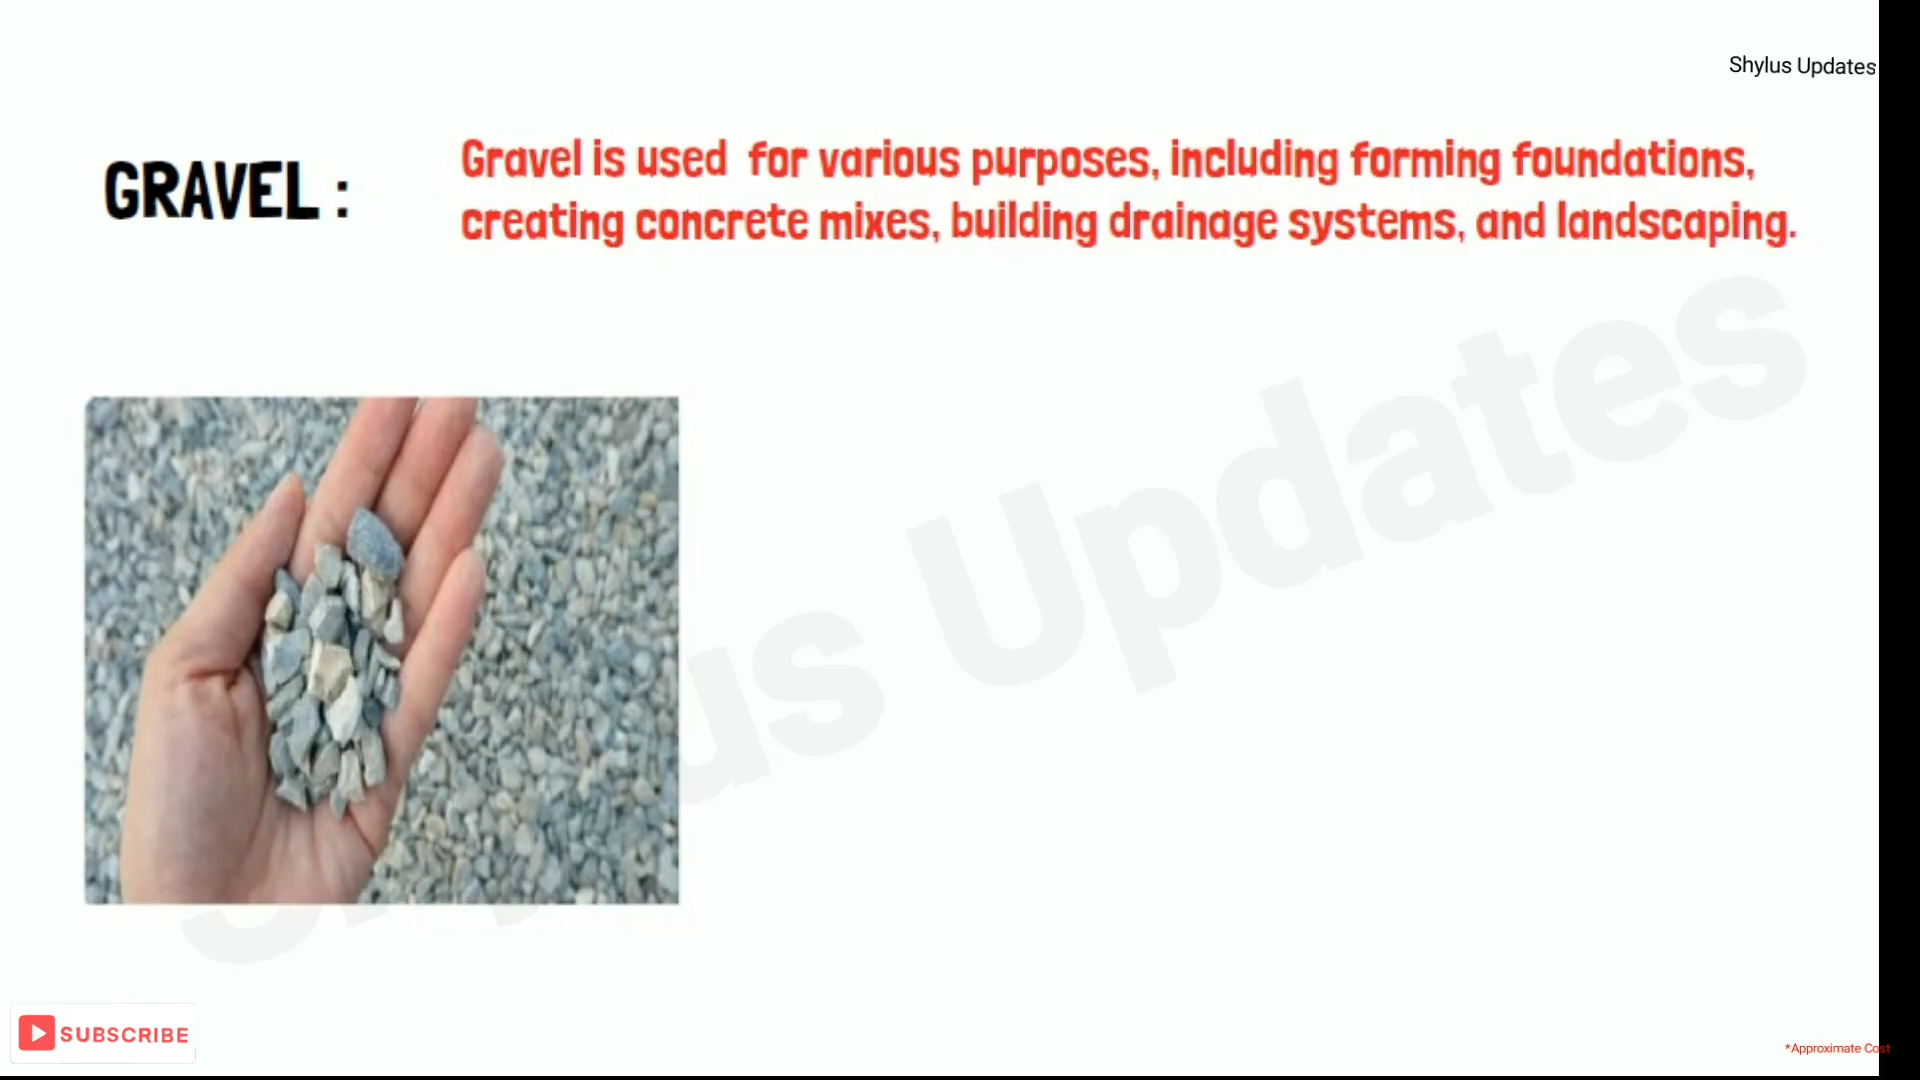 Shylus Updates
GRAVEL :
Gravel is used for various purposes, including forming foundations,
creating concrete mixes, building drainage systems, and landscaping.
us Updates
SUBSCRIBE
*Approximate Cost